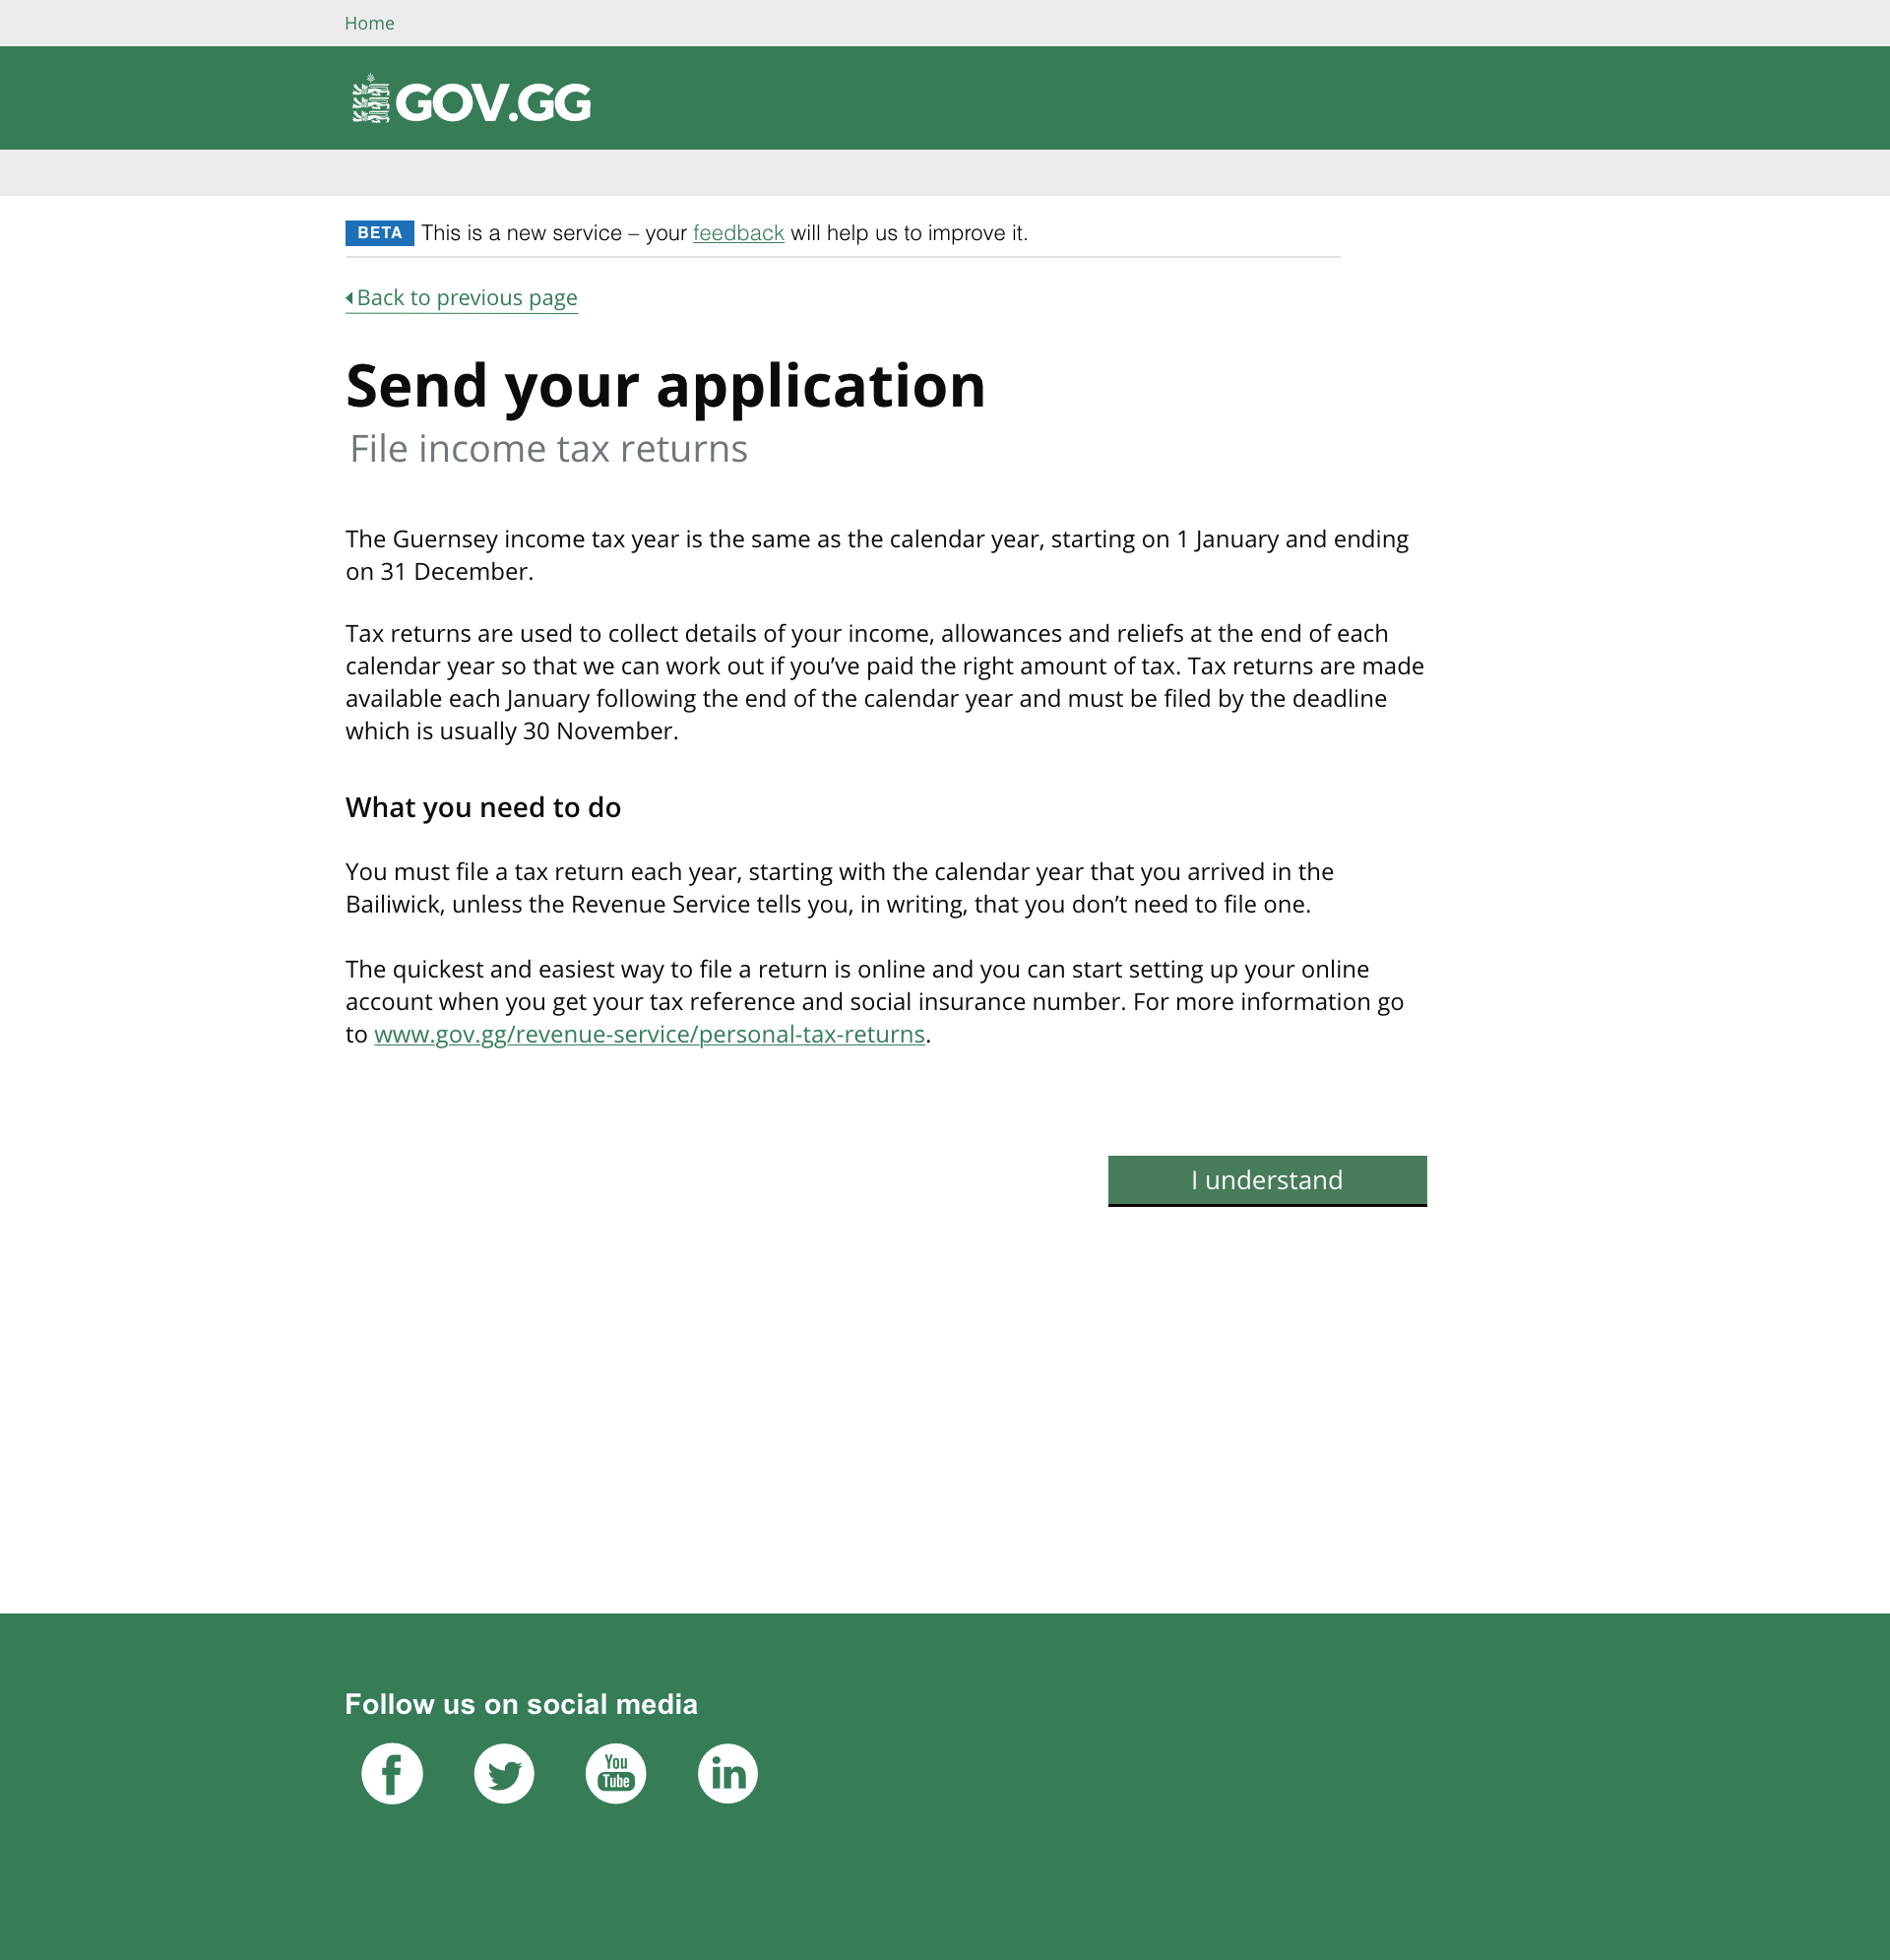 Home
GOV.GG
BETA This is a new service – your feedback will help us to improve it.
Back to previous page
Send your application
File income tax returns
The Guernsey income tax year is the same as the calendar year, starting on 1 January and ending
on 31 December.
Tax returns are used to collect details of your income, allowances and reliefs at the end of each
calendar year so that we can work out if you’ve paid the right amount of tax. Tax returns are made
available each January following the end of the calendar year and must be filed by the deadline
which is usually 30 November.
What you need to do
You must file a tax return each year, starting with the calendar year that you arrived in the
Bailiwick, unless the Revenue Service tells you, in writing, that you don’t need to file one.
The quickest and easiest way to file a return is online and you can start setting up your online
account when you get your tax reference and social insurance number. For more information go
to www.gov.gg/revenue-service/personal-tax-returns.
I understand
Follow us on social media
f
You
Tube
in